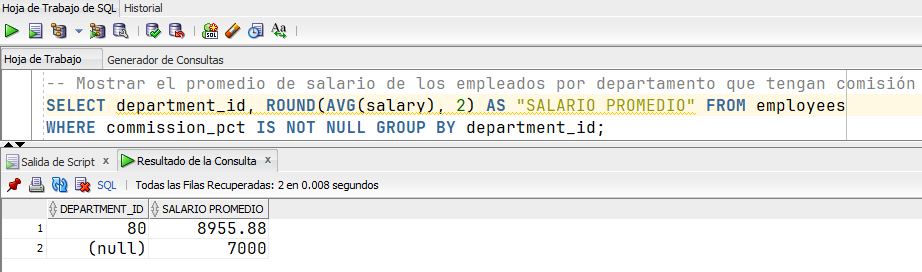 Hoja de Trabajo de SQL Historial
Hoja de Trabajo Generador de Consultas
-- Mostrar el promedio de salario de los empleados por departamento que tengan comisión
SELECT department_id, ROUND(AVG(salary), 2) AS "SALARIO PROMEDIO" FROM employees
WHERE commission_pct IS NOT NULL GROUP BY department_id;
Salida de Script x Resultado de la Consulta x
SQL | Todas las Filas Recuperadas: 2 en 0.008 segundos
DEPARTMENT_ID SALARIO PROMEDIO
1 80 8955.88
2 (null) 7000